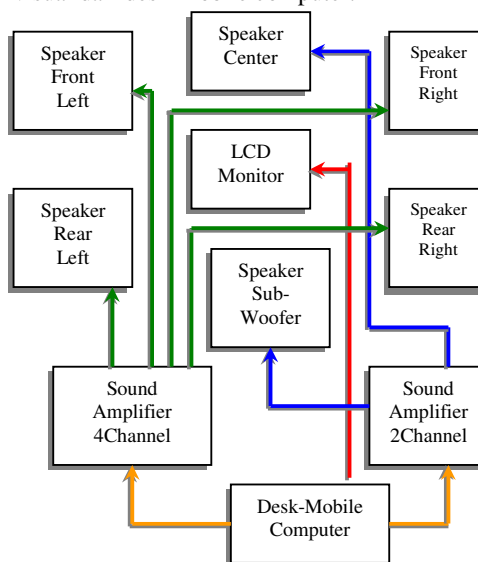 Speaker
Front
Left
Speaker
Center
Speaker
Front
Right
LCD
Monitor
Speaker
Rear
Left
Speaker
Rear
Right
Speaker
Sub-
Woofer
Sound
Amplifier
4Channel
Sound
Amplifier
2Channel
Desk-Mobile
Computer